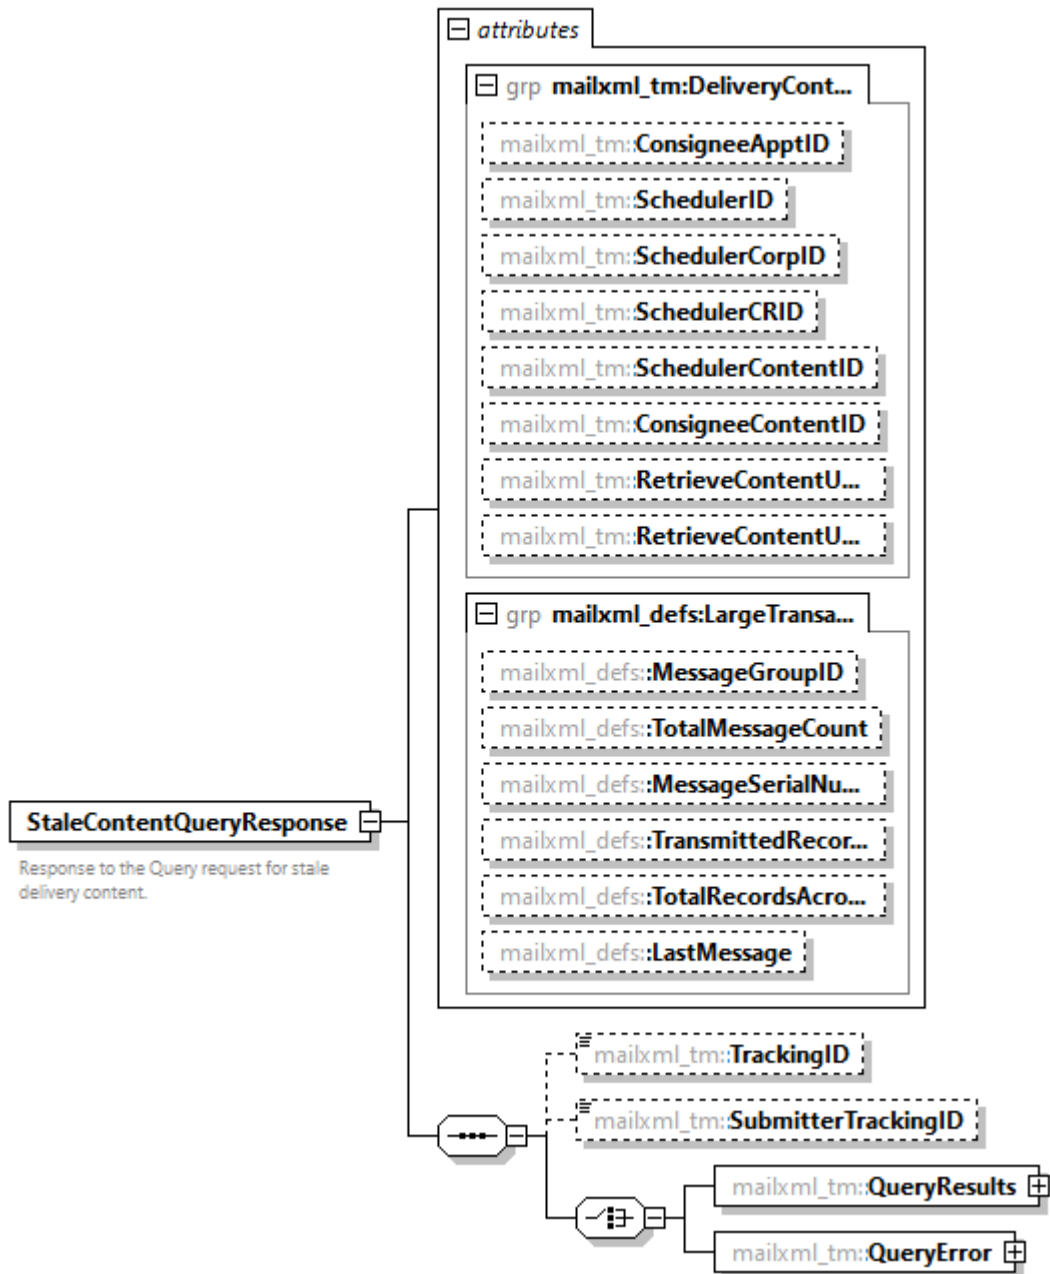 attributes
grp mailxml_tm:DeliveryCont...
mailxml_tm::ConsigneeApptID
mailxml_tm::SchedulerID
mailxml_tm::SchedulerCorpID
mailxml_tm::SchedulerCRID
mailxml_tm::SchedulerContentID
mailxml_tm::ConsigneeContentID
mailxml_tm::RetrieveContentU...
mailxml_tm::RetrieveContentU...
grp mailxml_defs:LargeTransa...
mailxml_defs::MessageGroupID
mailxml_defs::TotalMessageCount
mailxml_defs::MessageSerialNu...
mailxml_defs::TransmittedRecor...
mailxml_defs::TotalRecordsAcro...
mailxml_defs::LastMessage
StaleContentQueryResponse
Response to the Query request for stale
delivery content.
mailxml_tm::TrackingID
mailxml_tm::SubmitterTrackingID
mailxml_tm::QueryResults
mailxml_tm::QueryError